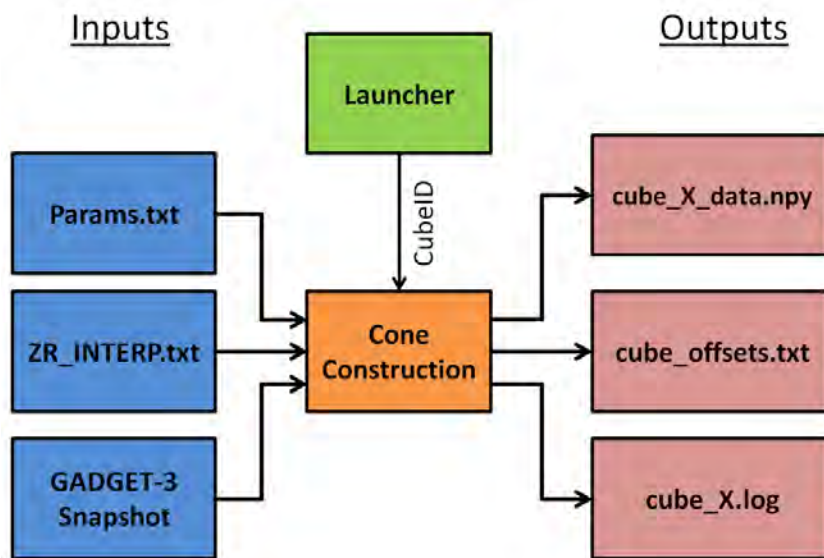 Inputs
Outputs
Launcher
Params.txt
cube_X_data.npy
CubeID
ZR_INTERP.txt
Cone
Construction
cube_offsets.txt
GADGET-3
Snapshot
cube_X.log